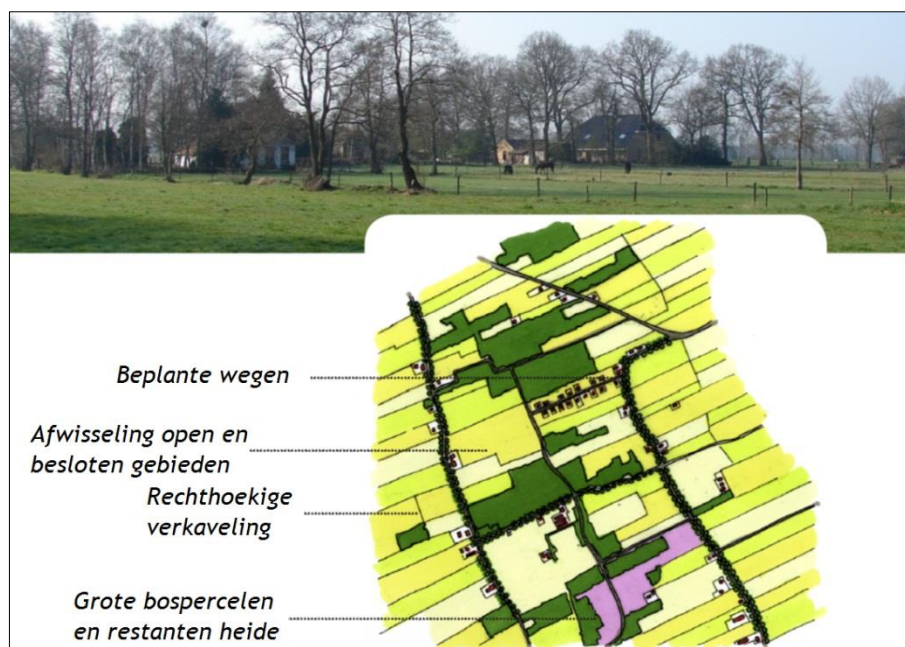 Beplante wegen
Afwisseling open en
besloten gebieden
Rechthoekige
verkaveling
Grote bospercelen
en restanten heide